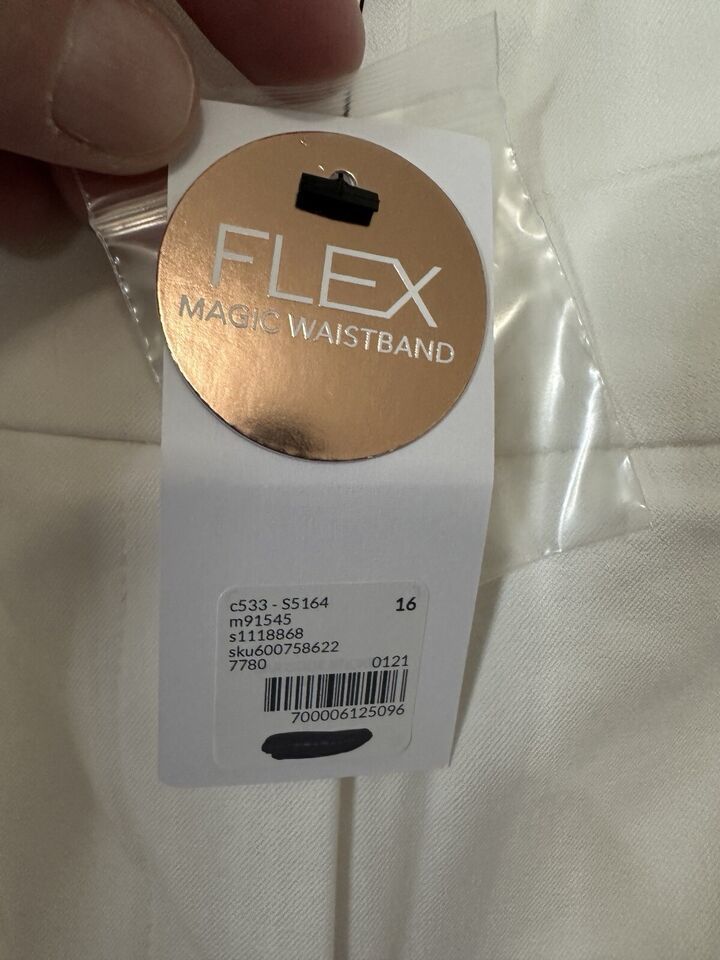 FLEX
MAGIC WAISTBAND
c533 - S5164 16
m91545
s1118868
sku600758622
7780 0121
700006125096